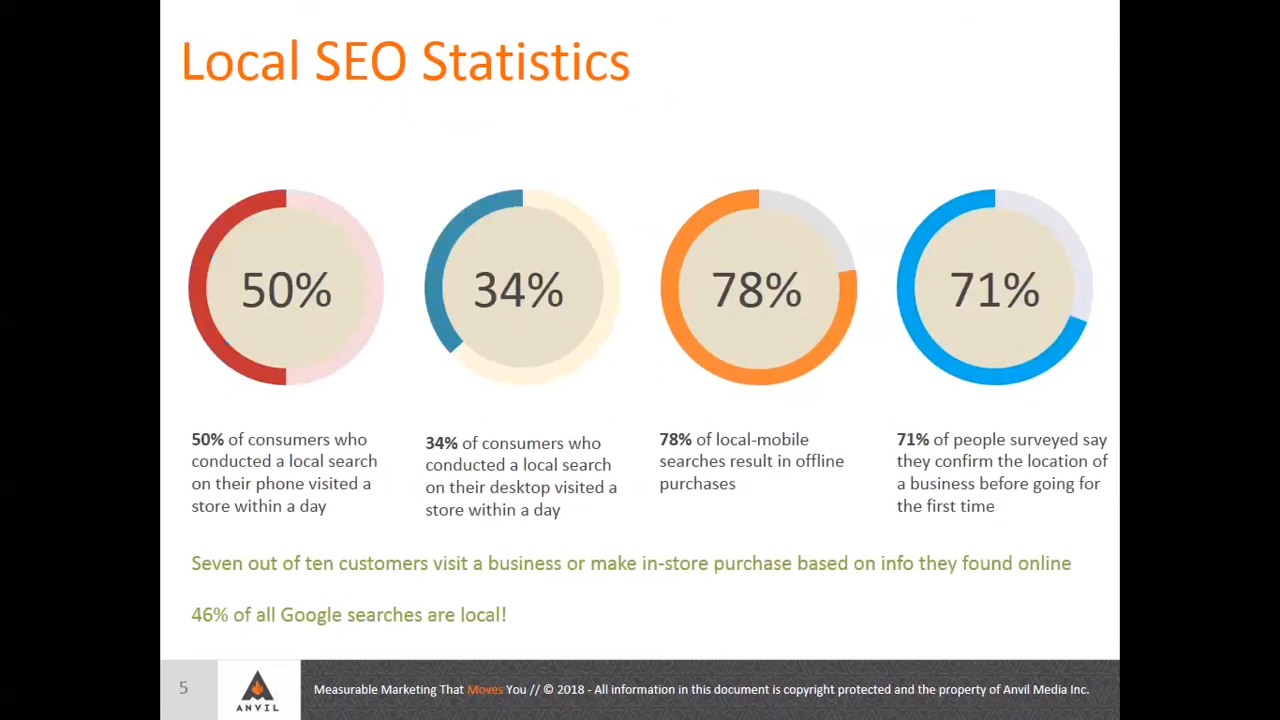 Local SEO Statistics
50%
34%
78%
71%
50% of consumers who
conducted a local search
on their phone visited a
store within a day
34% of consumers who
conducted a local search
on their desktop visited a
store within a day
78% of local-mobile
searches result in offline
purchases
71% of people surveyed say
they confirm the location of
a business before going for
the first time
Seven out of ten customers visit a business or make in-store purchase based on info they found online
46% of all Google searches are local!
5
ANVIL
Measurable Marketing That Moves You // © 2018 - All information in this document is copyright protected and the property of Anvil Media Inc.